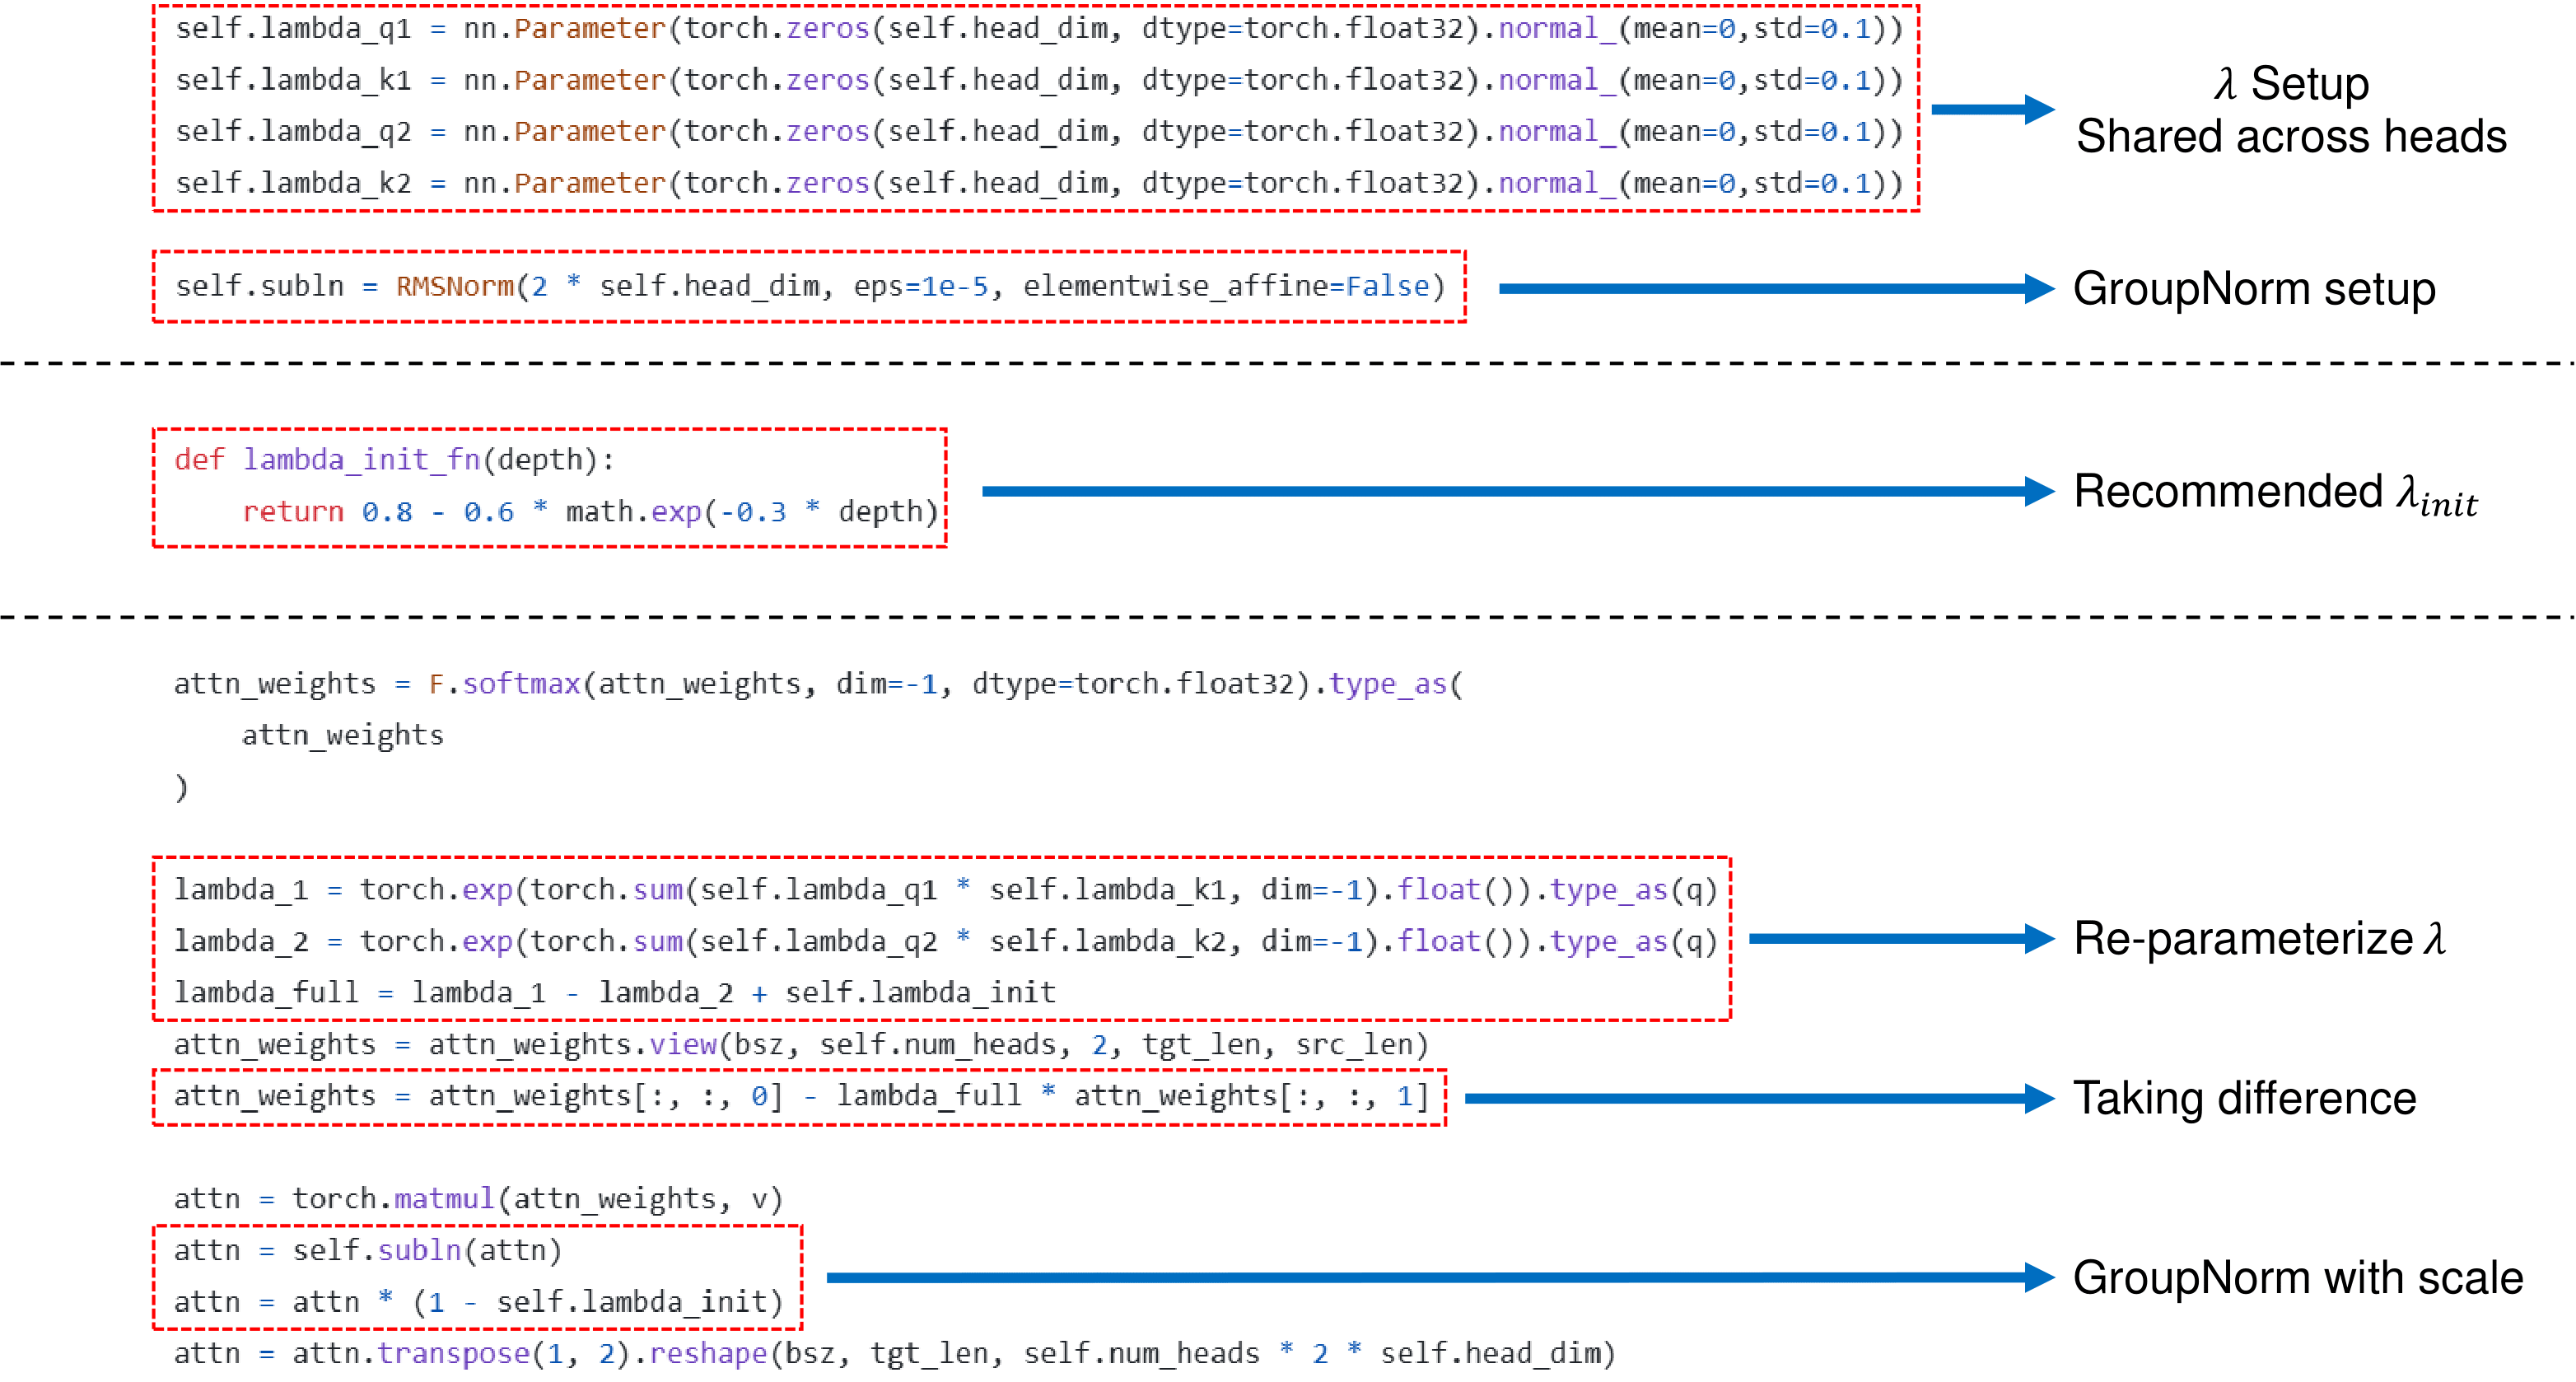 self.lambda_q1 = nn.Parameter(torch.zeros(self.head_dim, dtype=torch.float32).normal_(mean=0,std=0.1))
self.lambda_k1 = nn.Parameter(torch.zeros(self.head_dim, dtype=torch.float32).normal_(mean=0,std=0.1))
self.lambda_q2 = nn.Parameter(torch.zeros(self.head_dim, dtype=torch.float32).normal_(mean=0,std=0.1))
self.lambda_k2 = nn.Parameter(torch.zeros(self.head_dim, dtype=torch.float32).normal_(mean=0,std=0.1))
λ Setup
Shared across heads
self.subln = RMSNorm(2 * self.head_dim, eps=1e-5, elementwise_affine=False)
GroupNorm setup
def lambda_init_fn(depth):
    return 0.8 - 0.6 * math.exp(-0.3 * depth)
Recommended λ_init
attn_weights = F.softmax(attn_weights, dim=-1, dtype=torch.float32).type_as(
    attn_weights
)
lambda_1 = torch.exp(torch.sum(self.lambda_q1 * self.lambda_k1, dim=-1).float()).type_as(q)
lambda_2 = torch.exp(torch.sum(self.lambda_q2 * self.lambda_k2, dim=-1).float()).type_as(q)
lambda_full = lambda_1 - lambda_2 + self.lambda_init
Re-parameterize λ
attn_weights = attn_weights.view(bsz, self.num_heads, 2, tgt_len, src_len)
attn_weights = attn_weights[:, :, 0] - lambda_full * attn_weights[:, :, 1]
Taking difference
attn = torch.matmul(attn_weights, v)
attn = self.subln(attn)
attn = attn * (1 - self.lambda_init)
GroupNorm with scale
attn = attn.transpose(1, 2).reshape(bsz, tgt_len, self.num_heads * 2 * self.head_dim)